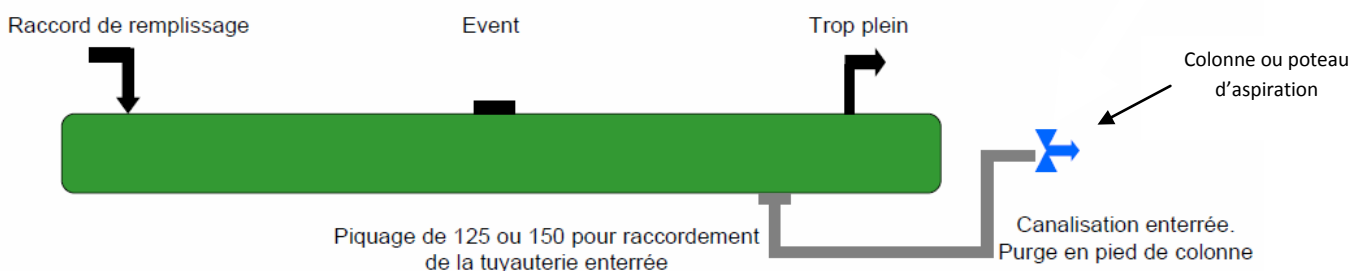 Raccord de remplissage
Event
Trop plein
Colonne ou poteau
d’aspiration
Piquage de 125 ou 150 pour raccordement
de la tuyauterie enterrée
Canalisation enterrée.
Purge en pied de colonne